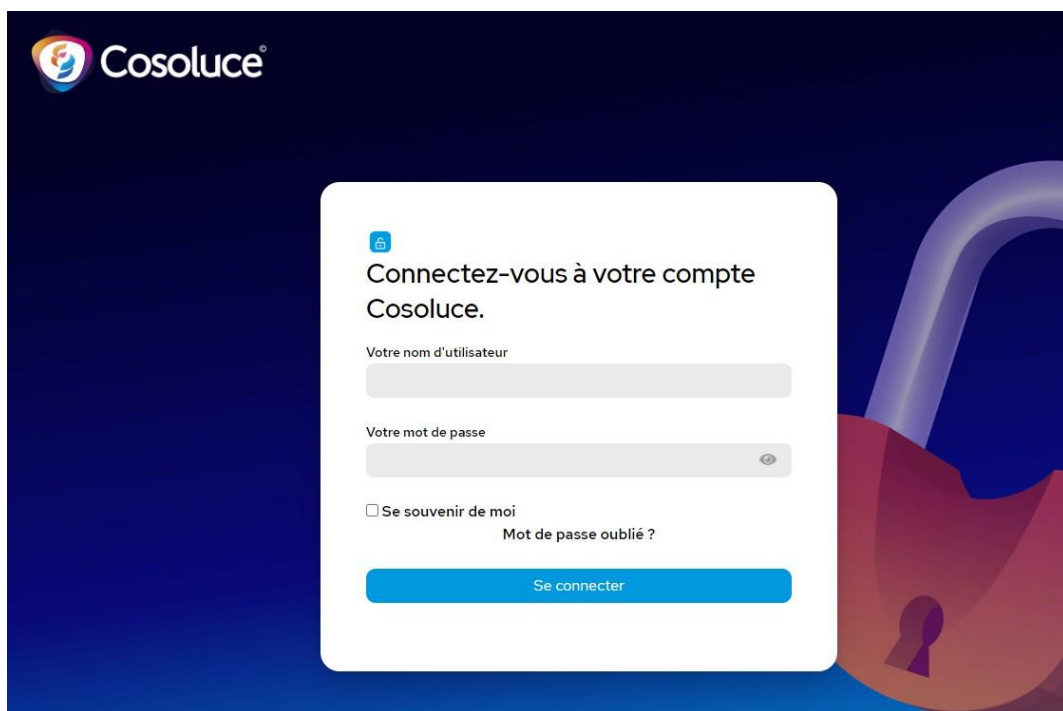 Cosoluce©
Connectez-vous à votre compte
Cosoluce.
Votre nom d'utilisateur
Votre mot de passe
Se souvenir de moi
Mot de passe oublié ?
Se connecter